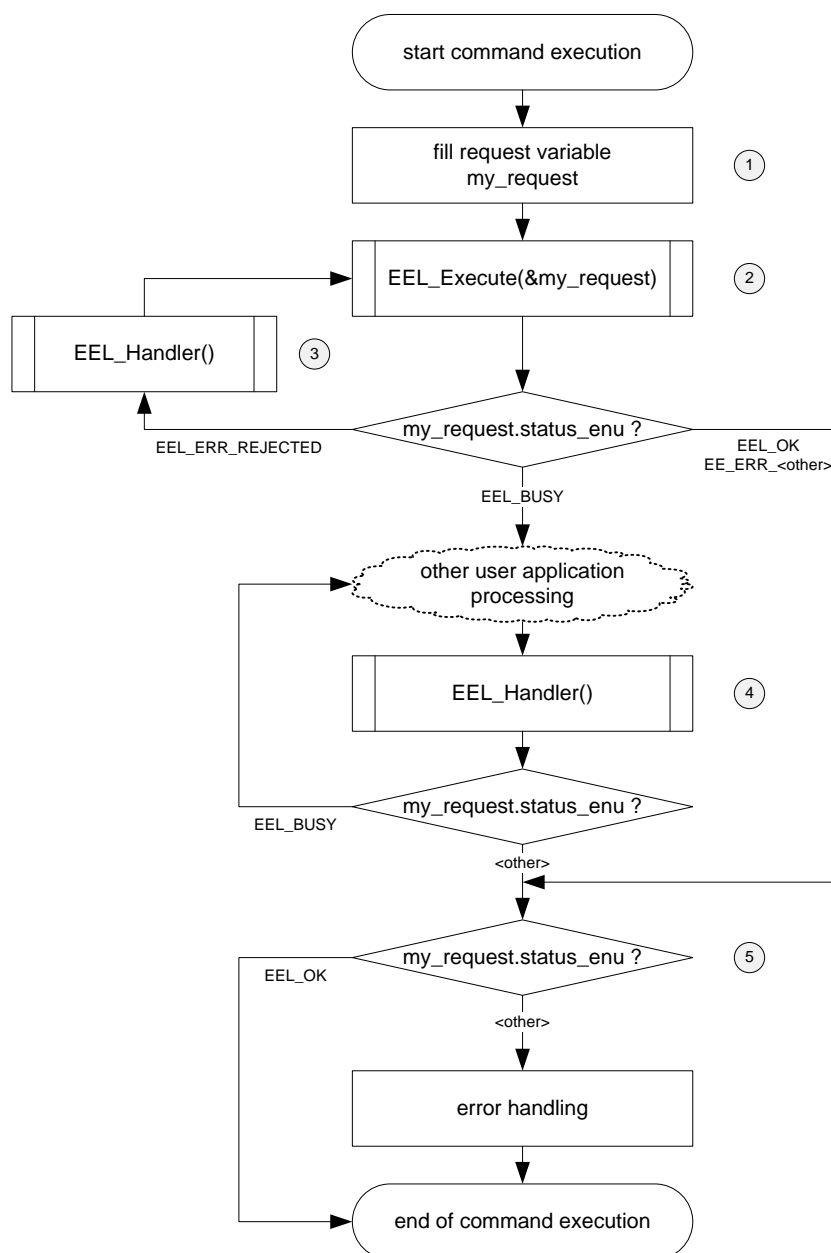 start command execution
fill request variable
my_request
1
EEL_Execute(&my_request)
2
EEL_Handler()
3
my_request.status_enu ?
EEL_ERR_REJECTED
EEL_OK
EE_ERR_<other>
EEL_BUSY
other user application
processing
EEL_Handler()
4
my_request.status_enu ?
EEL_BUSY
<other>
my_request.status_enu ?
5
EEL_OK
<other>
error handling
end of command execution